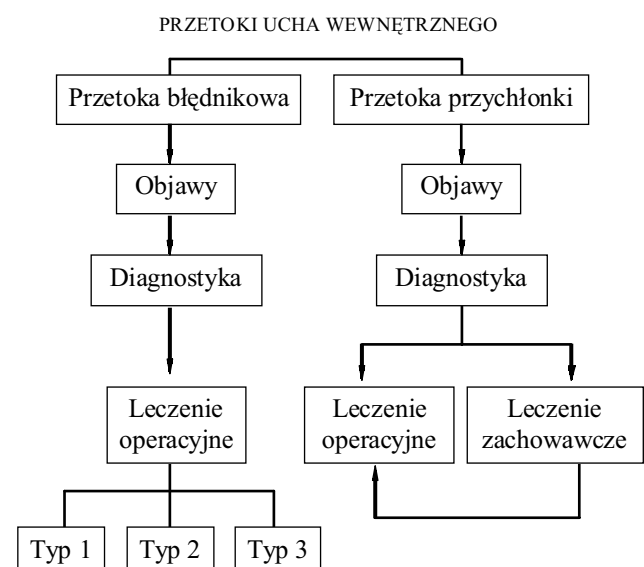 PRZETOKI UCHA WEWNĘTRZNEGO
Przetoka błędnikowa
Przetoka przychłonki
Objawy
Objawy
Diagnostyka
Diagnostyka
Leczenie
operacyjne
Leczenie
operacyjne
Leczenie
zachowawcze
Typ 1
Typ 2
Typ 3